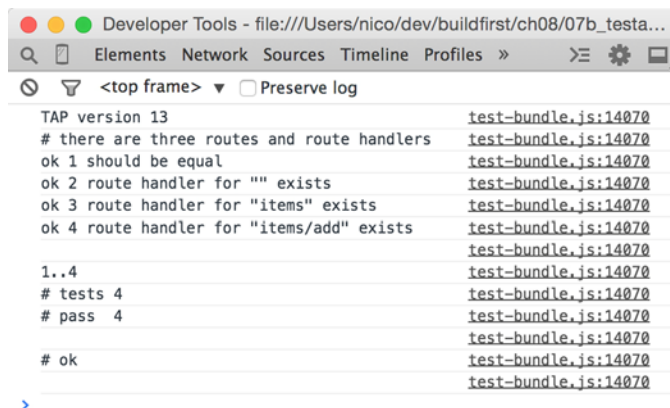 Developer Tools - file:///Users/nico/dev/buildfirst/ch08/07b_testa...
Elements Network Sources Timeline Profiles »
<top frame> ▼ Preserve log
TAP version 13 test-bundle.js:14070
# there are three routes and route handlers test-bundle.js:14070
ok 1 should be equal test-bundle.js:14070
ok 2 route handler for "" exists test-bundle.js:14070
ok 3 route handler for "items" exists test-bundle.js:14070
ok 4 route handler for "items/add" exists test-bundle.js:14070
test-bundle.js:14070
1..4 test-bundle.js:14070
# tests 4 test-bundle.js:14070
# pass  4 test-bundle.js:14070
test-bundle.js:14070
# ok test-bundle.js:14070
test-bundle.js:14070